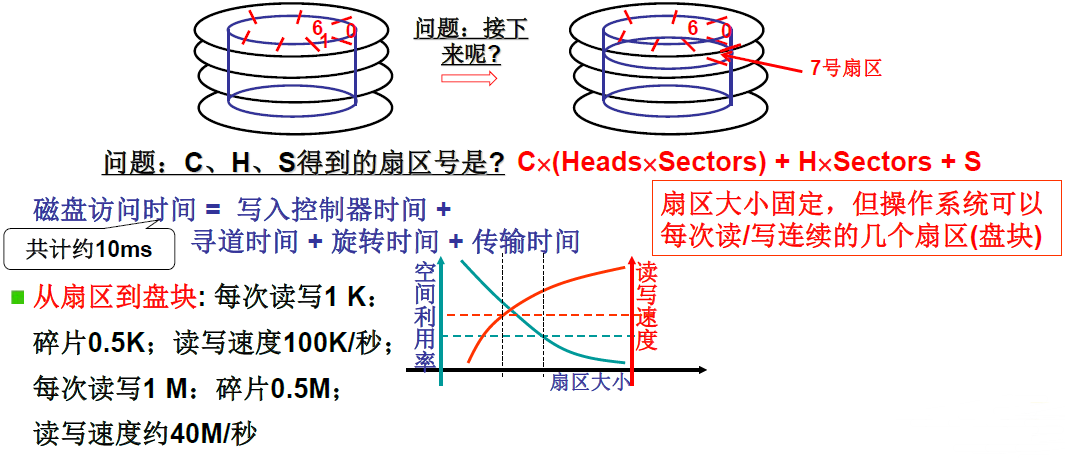 6
0
1
问题：接下
来呢？
6
0
7号扇区
问题：C、H、S得到的扇区号是? C×(Heads×Sectors) + H×Sectors + S
磁盘访问时间 = 写入控制器时间 +
寻道时间 + 旋转时间 + 传输时间
共计约10ms
扇区大小固定，但操作系统可以
每次读/写连续的几个扇区(盘块)
从扇区到盘块: 每次读写1 K：
碎片0.5K；读写速度100K/秒；
每次读写1 M：碎片0.5M；
读写速度约40M/秒
空间利用率
读写速度
扇区大小